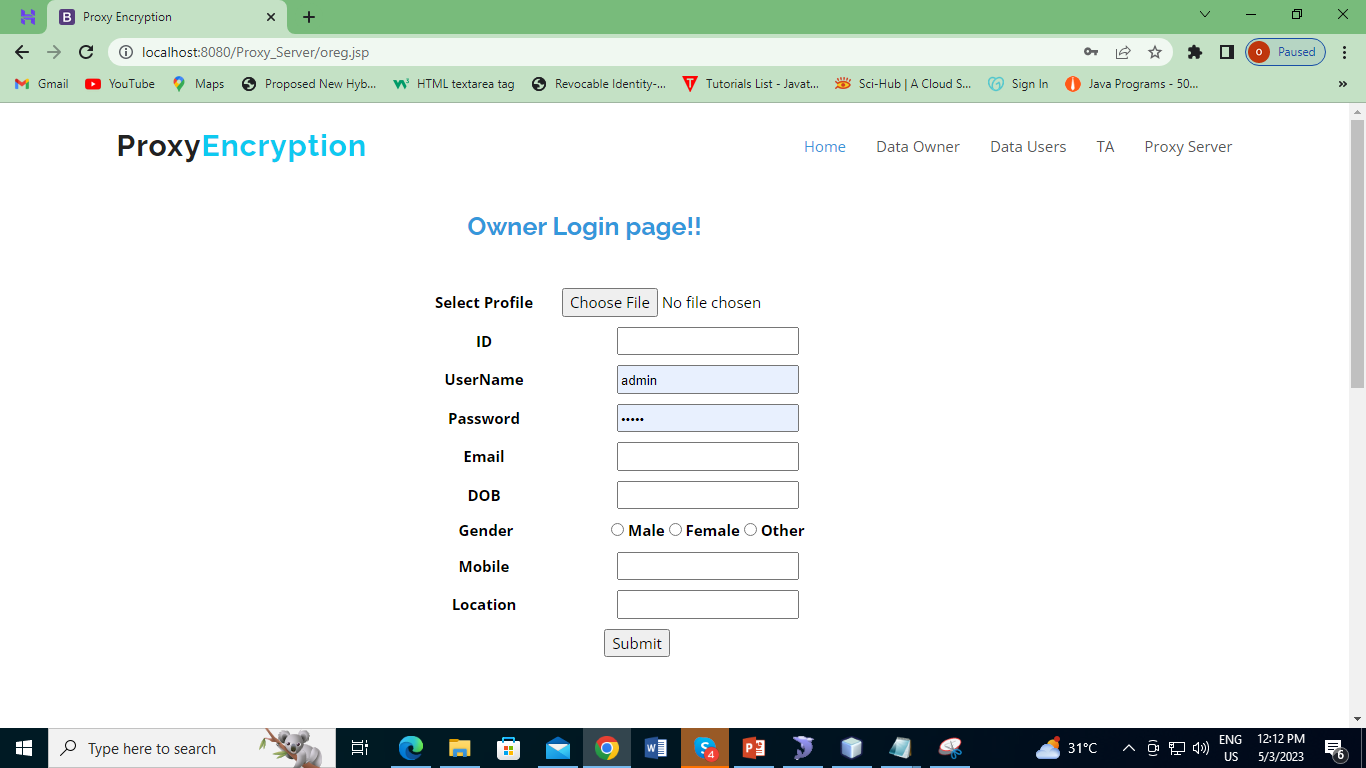 Proxy Encryption
localhost:8080/Proxy_Server/oreg.jsp
O Paused
Gmail YouTube Maps Proposed New Hyb... HTML textarea tag Revocable Identity-... Tutorials List - Javat... Sci-Hub | A Cloud S... Sign In Java Programs - 50... »
ProxyEncryption
Home Data Owner Data Users TA Proxy Server
Owner Login page!!
Select Profile Choose File No file chosen
ID
UserName admin
Password •••••
Email
DOB
Gender Male Female Other
Mobile
Location
Submit
Type here to search
4
31°C
ENG
US
12:12 PM
5/3/2023
6